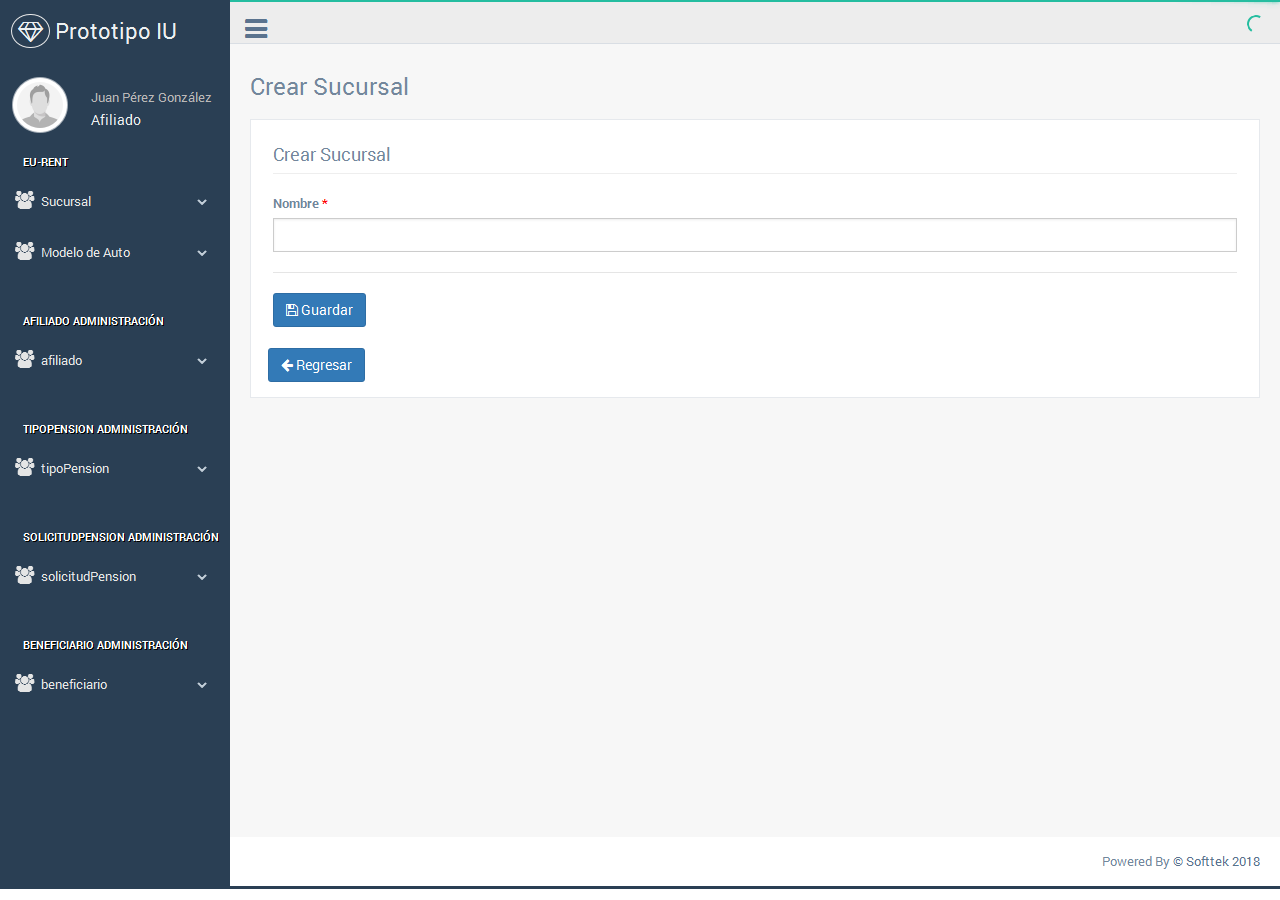 Prototipo IU
Juan Pérez González
Afiliado
EU-RENT
Sucursal
Modelo de Auto
AFILIADO ADMINISTRACIÓN
afiliado
TIPOPENSION ADMINISTRACIÓN
tipoPension
SOLICITUDPENSION ADMINISTRACIÓN
solicitudPension
BENEFICIARIO ADMINISTRACIÓN
beneficiario
Crear Sucursal
Crear Sucursal
Nombre *
Guardar
Regresar
Powered By © Softtek 2018